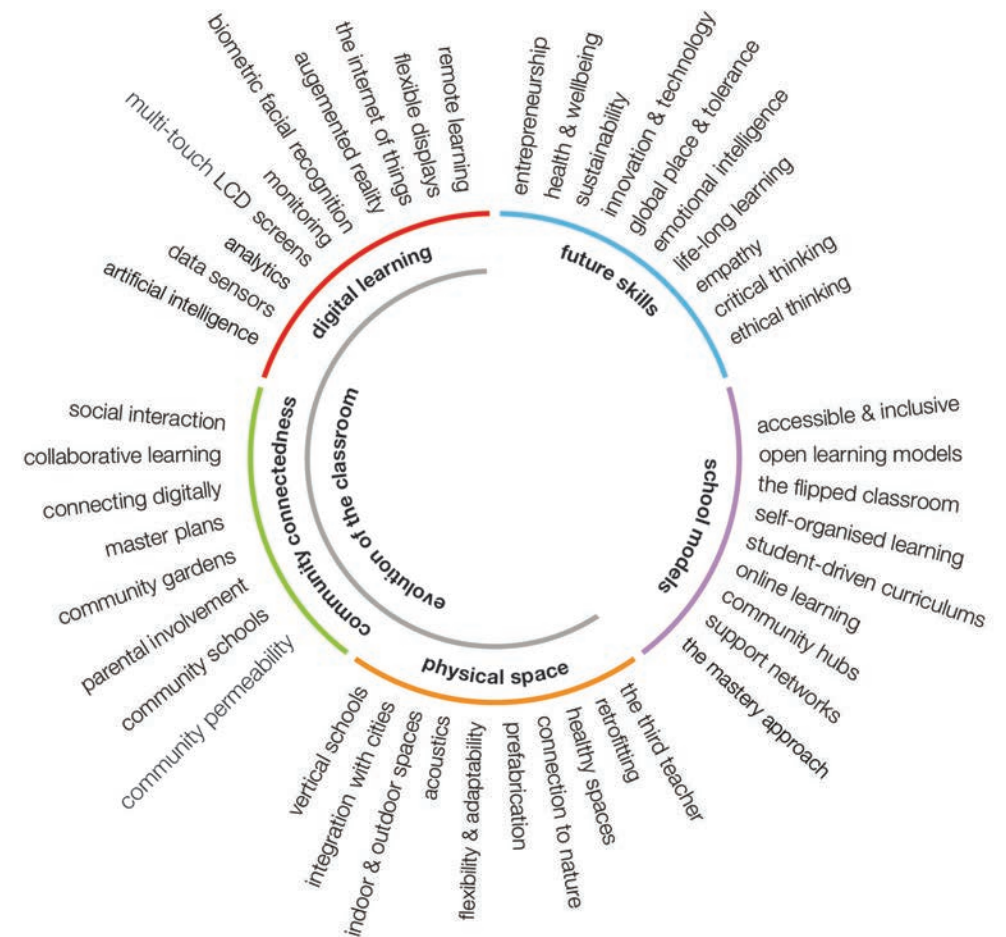 digital learning
artificial intelligence
data sensors
analytics
multi-touch LCD screens
monitoring
biometric facial recognition
augmented reality
the internet of things
flexible displays
remote learning
future skills
entrepreneurship
health & wellbeing
sustainability
innovation & technology
global place & tolerance
emotional intelligence
life-long learning
empathy
critical thinking
ethical thinking
school models
accessible & inclusive
open learning models
the flipped classroom
self-organised learning
student-driven curriculums
online learning
community hubs
support networks
the mastery approach
physical space
the third teacher
retrofitting
healthy spaces
connection to nature
prefabrication
flexibility & adaptability
acoustics
indoor & outdoor spaces
integration with cities
vertical schools
community connectedness
community permeability
community schools
parental involvement
community gardens
master plans
connecting digitally
collaborative learning
social interaction
evolution of the classroom